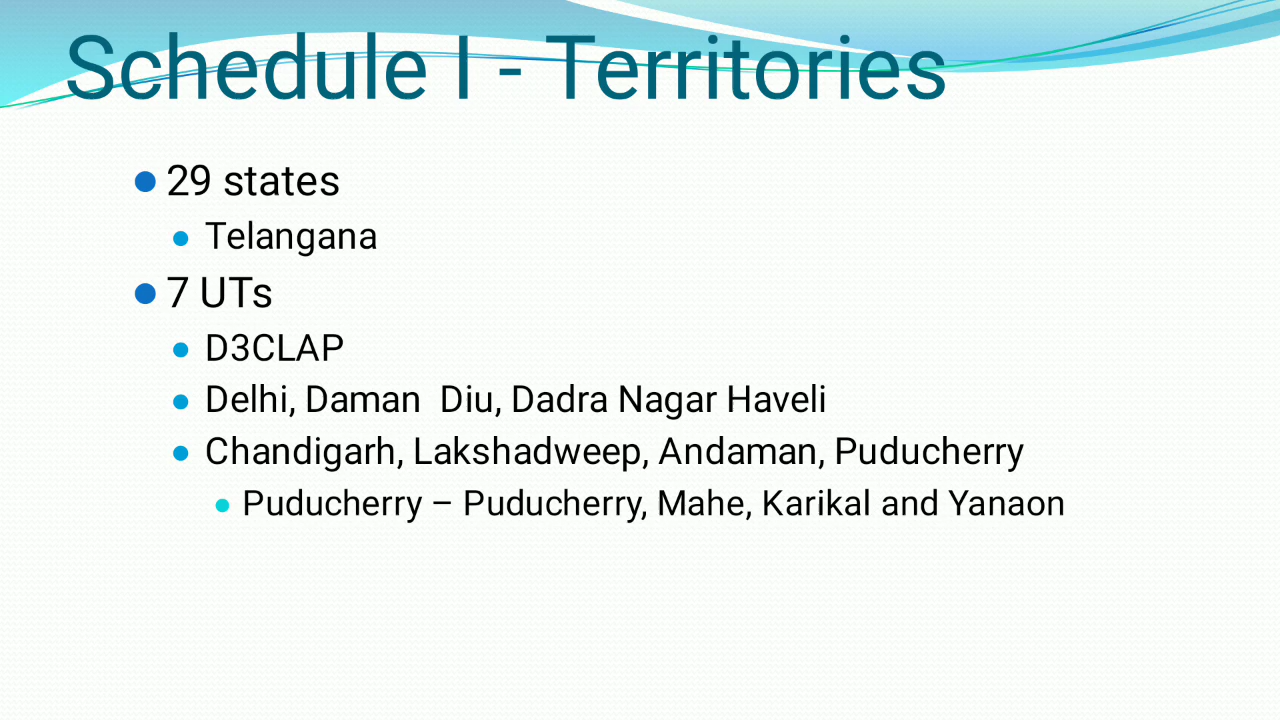 Schedule I - Territories
29 states
Telangana
7 UTs
D3CLAP
Delhi, Daman  Diu, Dadra Nagar Haveli
Chandigarh, Lakshadweep, Andaman, Puducherry
Puducherry – Puducherry, Mahe, Karikal and Yanaon